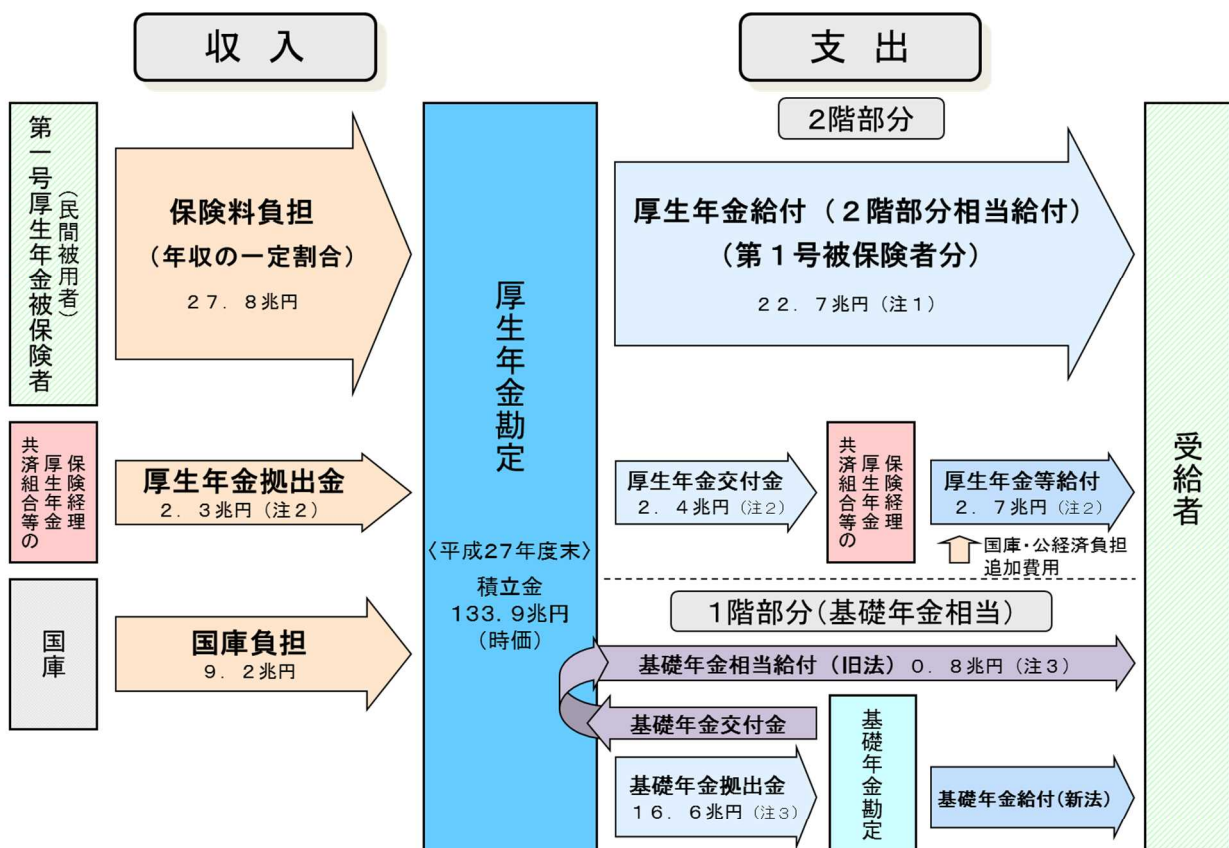 収 入
支 出
第一号厚生年金被保険者
（民間被用者）
保険料負担
（年収の一定割合）
２７．８兆円
厚生年金勘定
〈平成27年度末〉
積立金
１３３．９兆円
（時価）
２階部分
厚生年金給付（２階部分相当給付）
（第１号被保険者分）
２２．７兆円（注１）
受給者
共済組合等の
厚生年金
保険経理
厚生年金拠出金
２．３兆円（注２）
厚生年金交付金
２．４兆円（注２）
共済組合等の
厚生年金
保険経理
厚生年金等給付
２．７兆円（注２）
国庫・公経済負担
追加費用
国庫
国庫負担
９．２兆円
１階部分（基礎年金相当）
基礎年金相当給付（旧法）０．８兆円（注３）
基礎年金交付金
基礎年金拠出金
１６．６兆円（注３）
基礎年金勘定
基礎年金給付（新法）